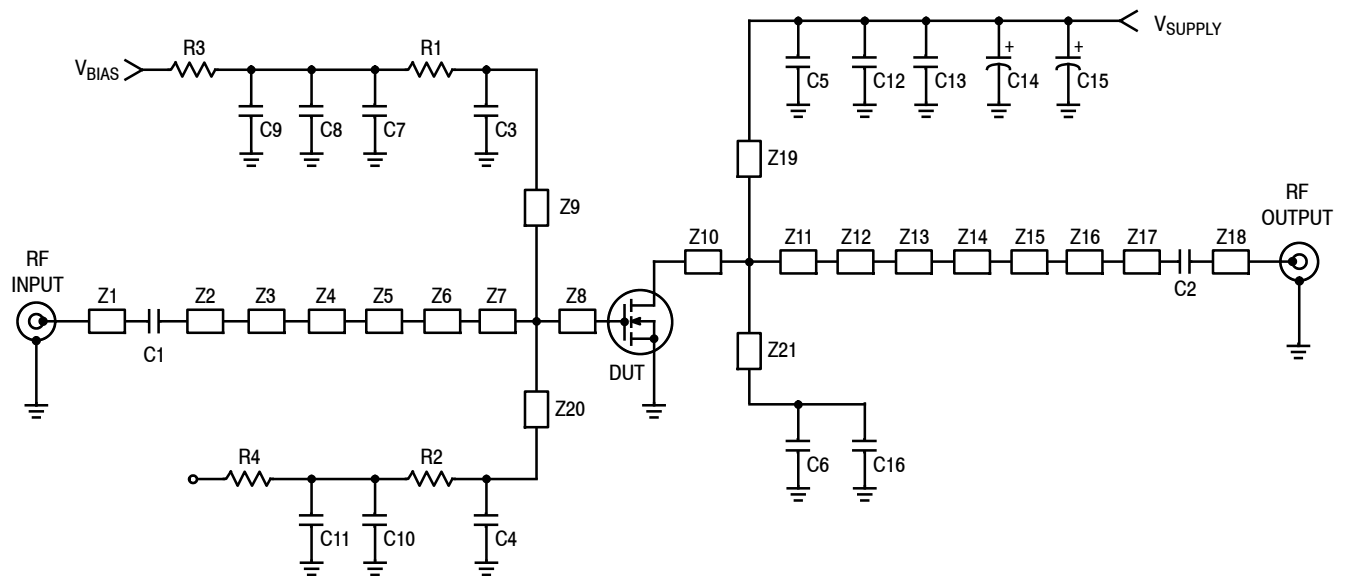 V_SUPPLY
R3
R1
V_BIAS
C9
C8
C7
C3
C5
C12
C13
+
C14
+
C15
Z19
Z9
RF
INPUT
Z1
C1
Z2
Z3
Z4
Z5
Z6
Z7
Z8
DUT
Z10
Z11
Z12
Z13
Z14
Z15
Z16
Z17
C2
Z18
RF
OUTPUT
Z20
Z21
R4
R2
C11
C10
C4
C6
C16